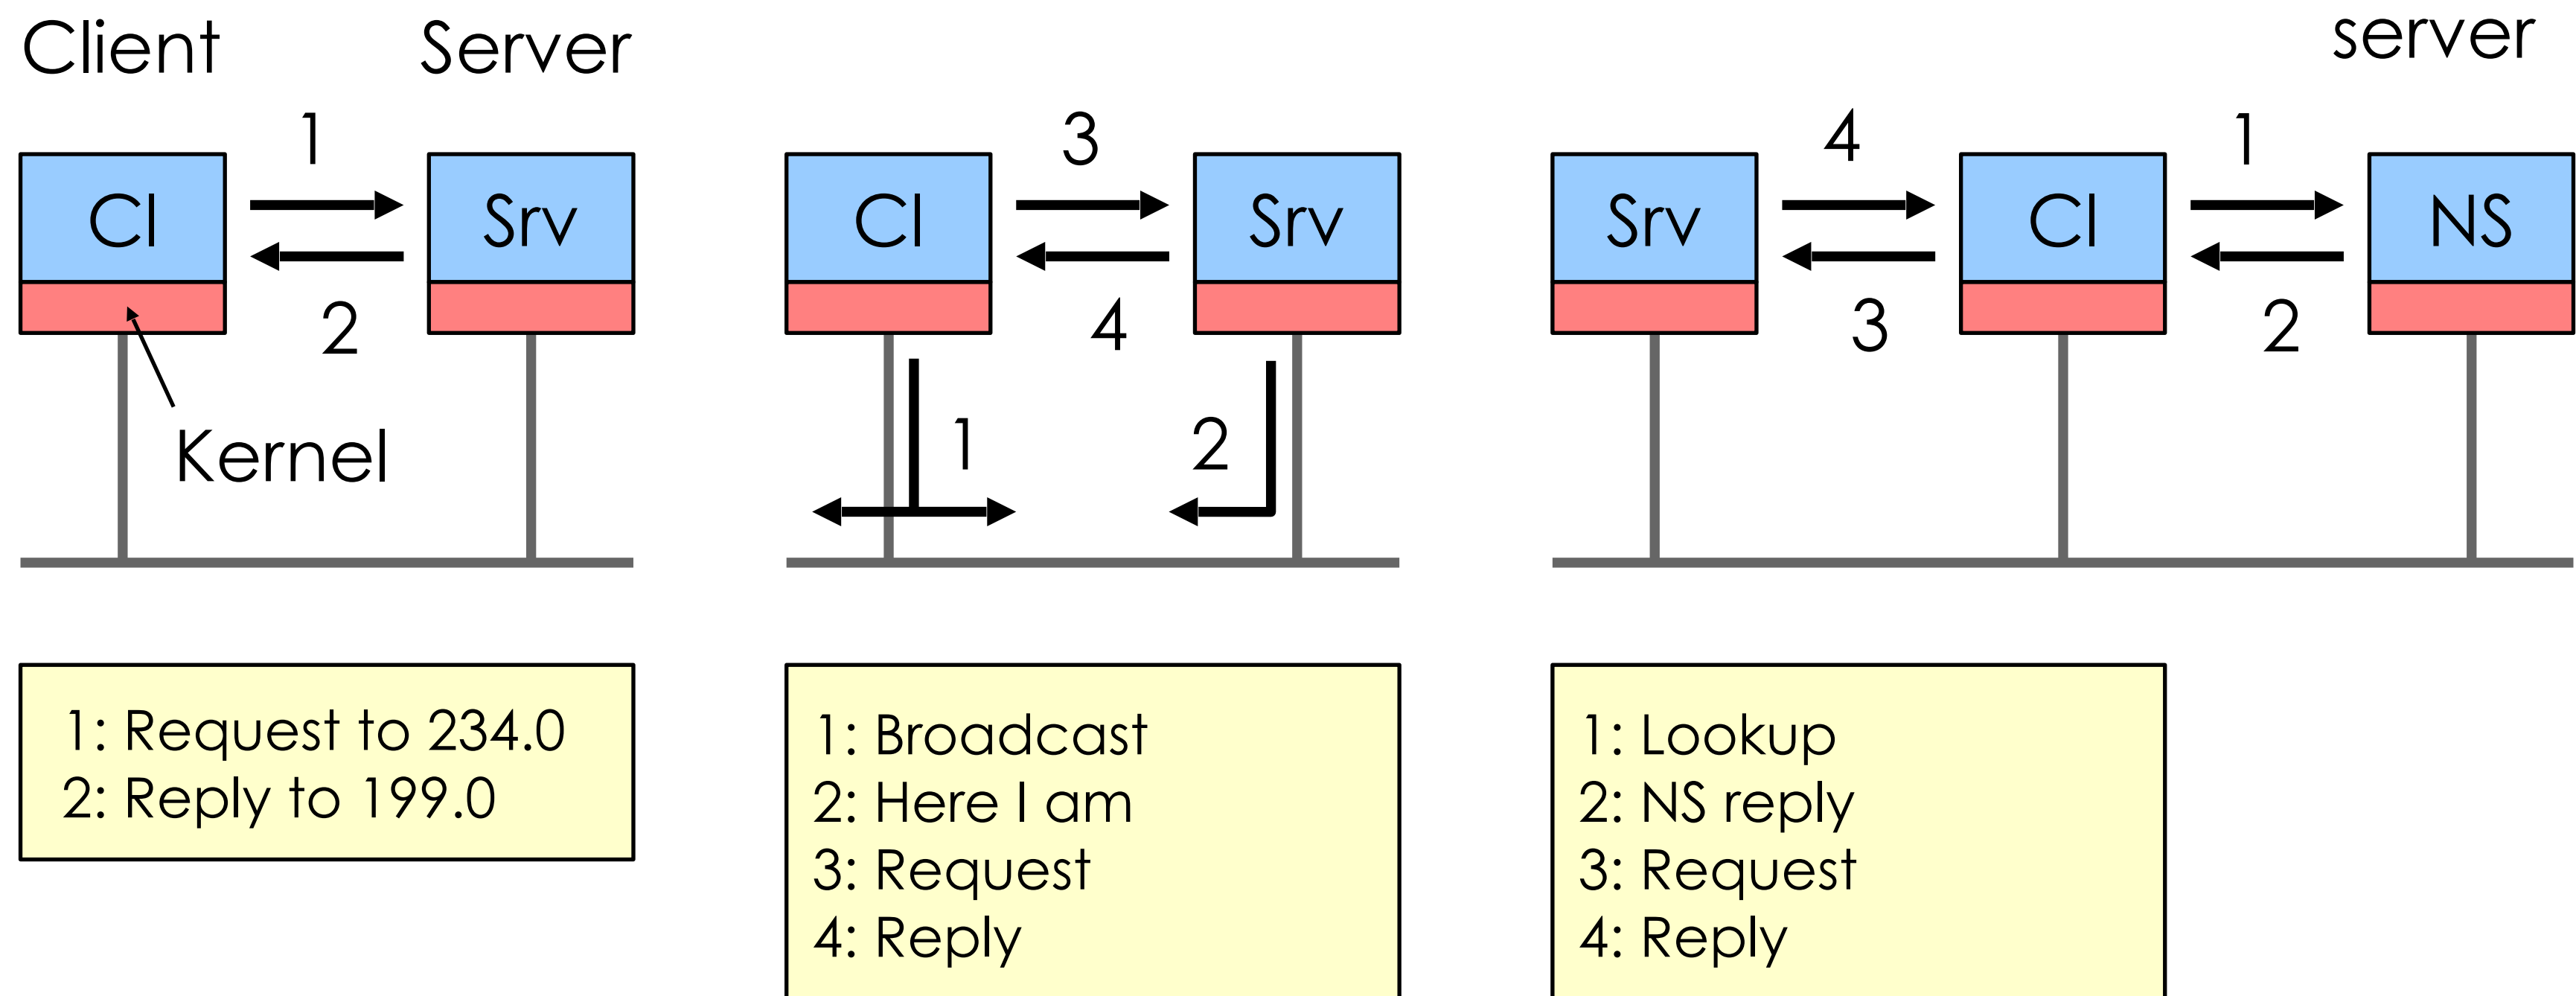 Client
Server
server
1
3
4
1
Cl
Srv
Cl
Srv
Srv
Cl
NS
2
4
3
2
Kernel
1
2
1: Request to 234.0
2: Reply to 199.0
1: Broadcast
2: Here I am
3: Request
4: Reply
1: Lookup
2: NS reply
3: Request
4: Reply